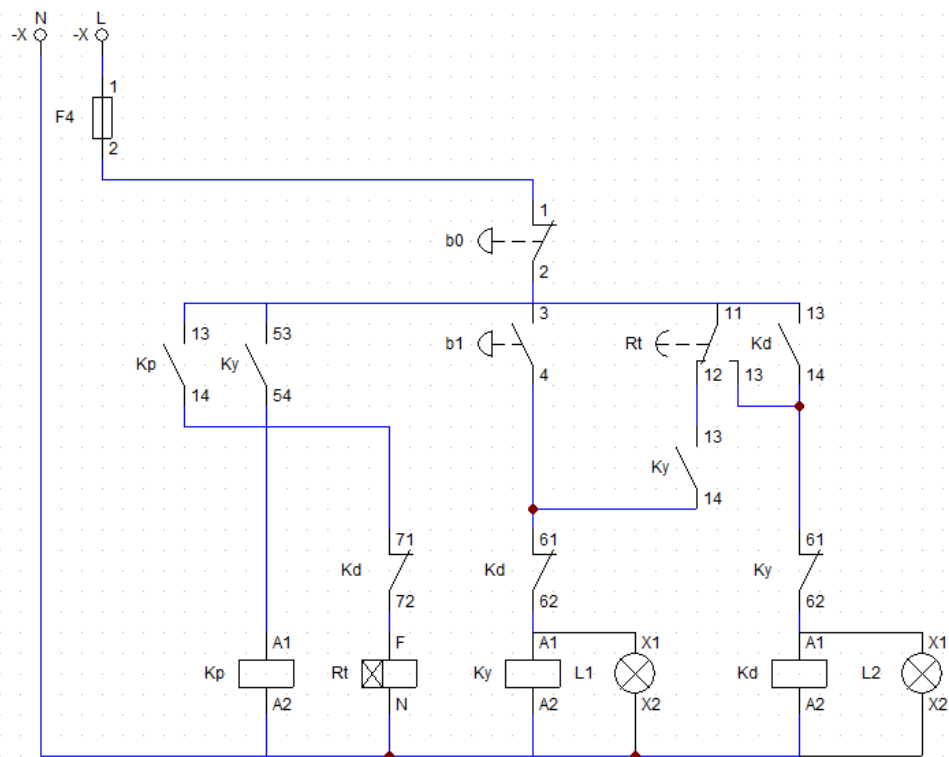 N L
-X -X
1
F4
2
1
b0
2
3 11 13
13 53
Kp Ky b1 Rt Kd
14 54 4 12 13 14
13
Ky
14
71 61 61
Kd Kd Ky
72 62 62
A1 F A1 X1 A1 X1
Kp Rt Ky L1 Kd L2
A2 N A2 X2 A2 X2